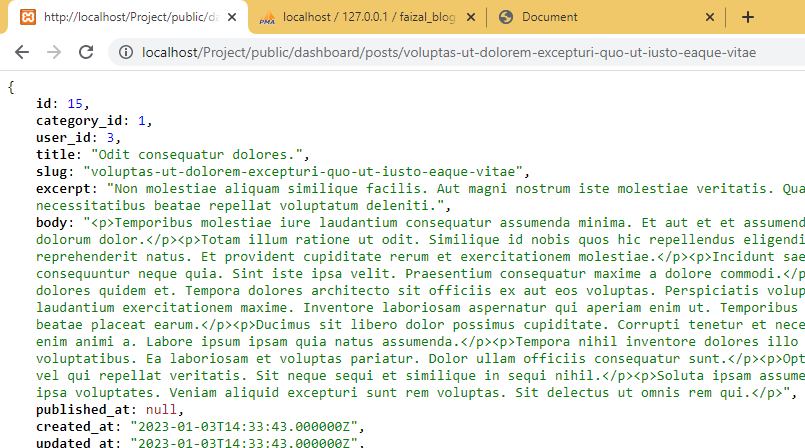 http://localhost/Project/public/da
localhost / 127.0.0.1 / faizal_blog
Document
localhost/Project/public/dashboard/posts/voluptas-ut-dolorem-excepturi-quo-ut-iusto-eaque-vitae
{
id: 15,
category_id: 1,
user_id: 3,
title: "Odit consequatur dolores.",
slug: "voluptas-ut-dolorem-excepturi-quo-ut-iusto-eaque-vitae",
excerpt: "Non molestiae aliquam similique facilis. Aut magni nostrum iste molestiae veritatis. Qua
necessitatibus beatae repellat voluptatum deleniti.",
body: "<p>Temporibus molestiae iure laudantium consequatur assumenda minima. Et aut et et assumend
dolorum dolor.</p><p>Totam illum ratione ut odit. Similique id nobis quos hic repellendus eligendi
reprehenderit natus. Et provident cupiditate rerum et exercitationem molestiae.</p><p>Incidunt sae
consequuntur neque quia. Sint iste ipsa velit. Praesentium consequatur maxime a dolore commodi.</p
dolores quidem et. Tempora dolores architecto sit officiis ex aut eos voluptas. Perspiciatis volup
laudantium exercitationem maxime. Inventore laboriosam aspernatur qui aperiam enim ut. Temporibus
beatae placeat earum.</p><p>Ducimus sit libero dolor possimus cupiditate. Corrupti tenetur et nece
enim animi a. Labore ipsum ipsam quia natus assumenda.</p><p>Tempora nihil inventore dolores illo
voluptatibus. Ea laboriosam et voluptas pariatur. Dolor ullam officiis consequatur sunt.</p><p>Opt
vel qui repellat veritatis. Sit neque sequi et similique in sequi nihil.</p><p>Soluta ipsam assume
ipsa voluptates. Veniam aliquid excepturi sunt rem voluptas. Sit delectus ut omnis rem qui.</p>",
published_at: null,
created_at: "2023-01-03T14:33:43.000000Z",
updated_at: "2023-01-03T14:33:43.000000Z",